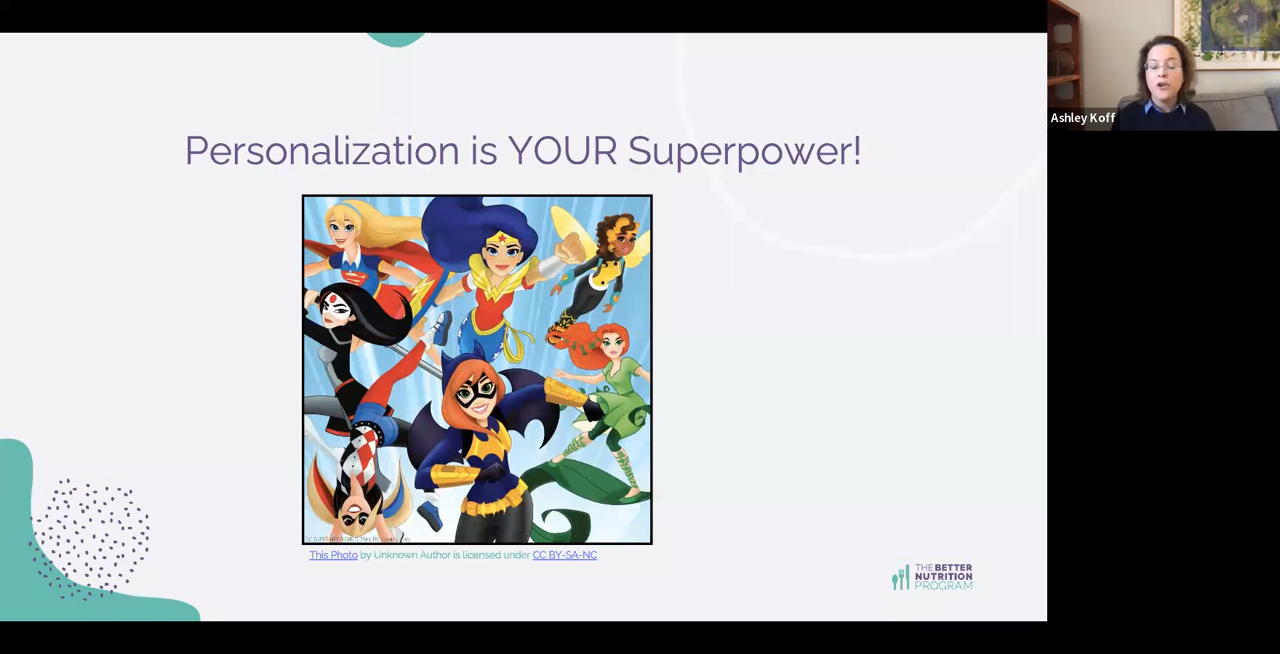 Personalization is YOUR Superpower!
This Photo by Unknown Author is licensed under CC BY-SA-NC
THE BETTER
NUTRITION
PROGRAM
Ashley Koff